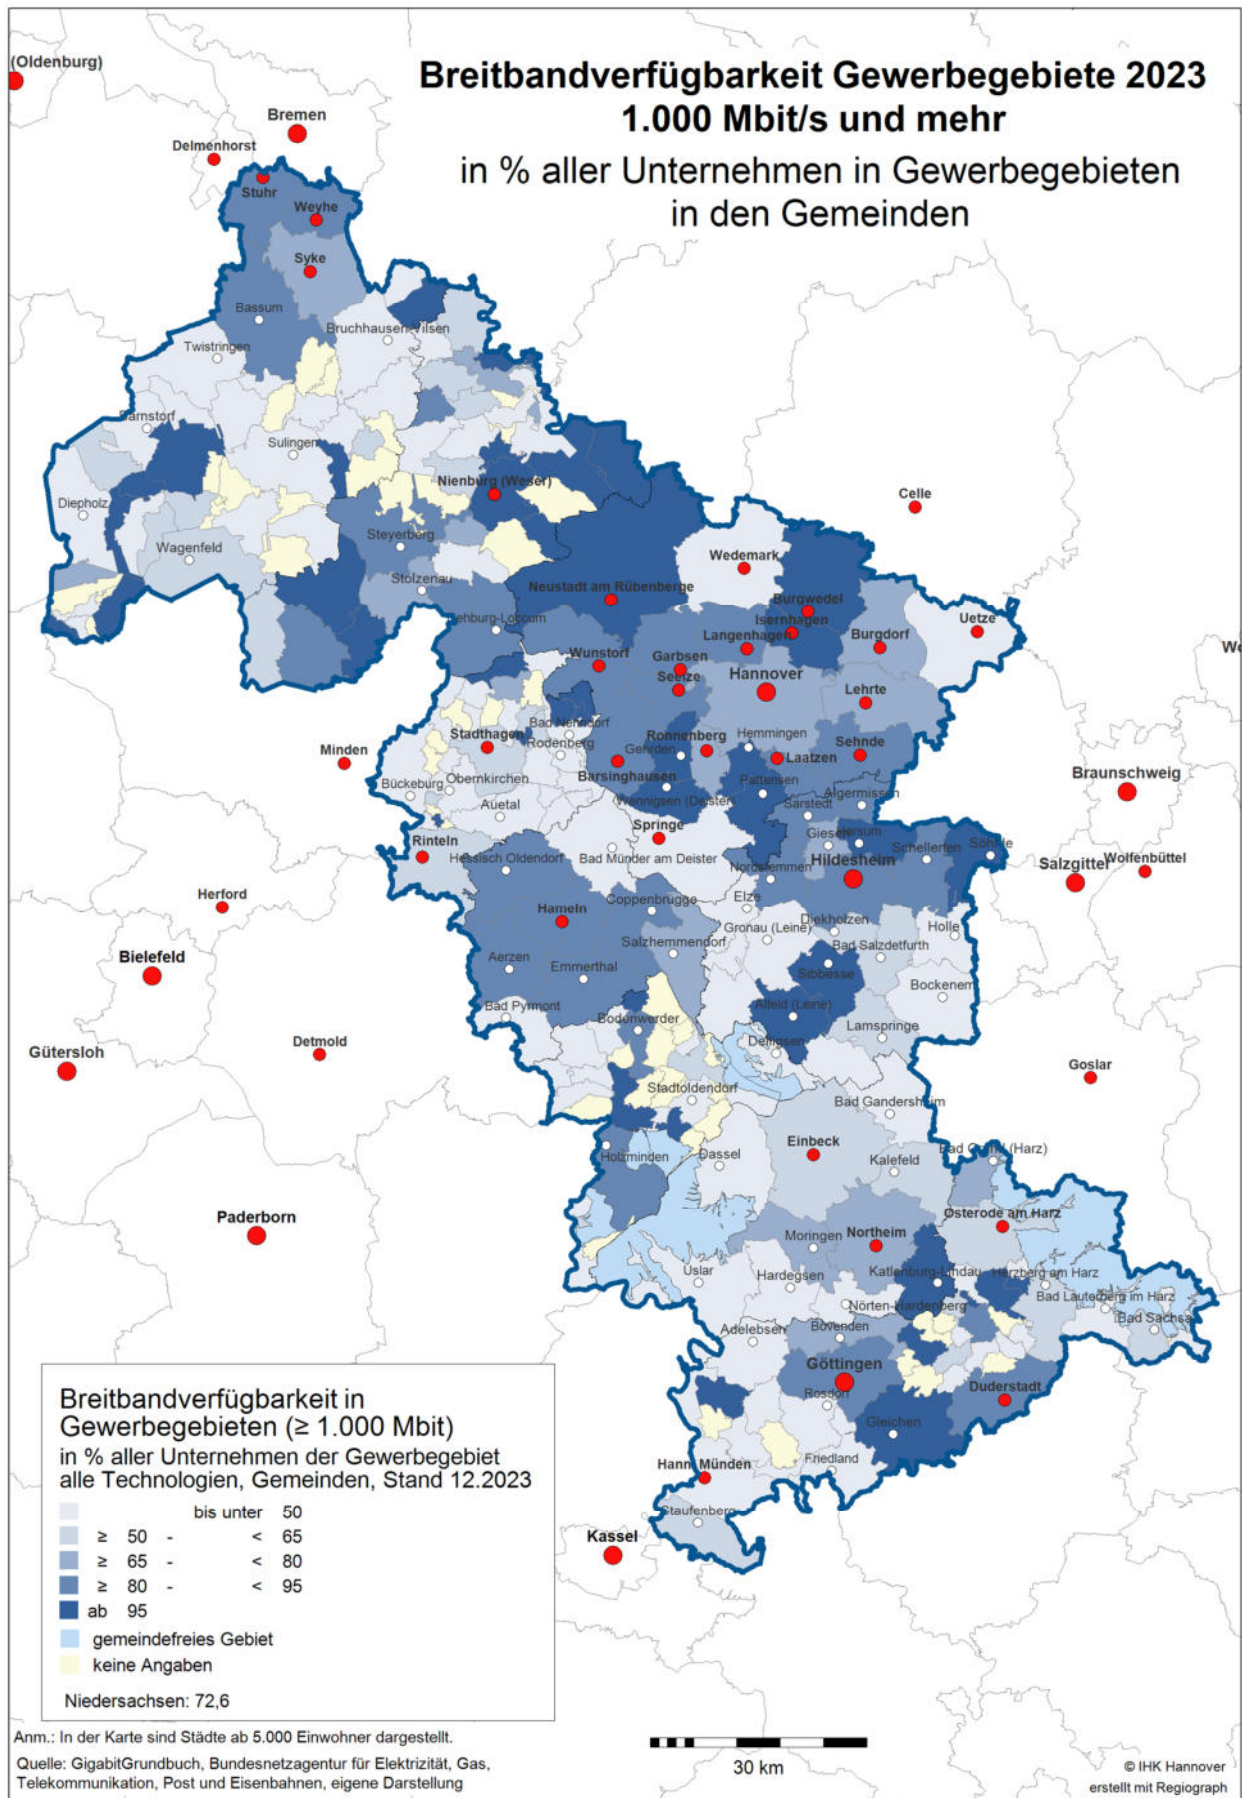 Breitbandverfügbarkeit Gewerbegebiete 2023
1.000 Mbit/s und mehr
in % aller Unternehmen in Gewerbegebieten
in den Gemeinden
(Oldenburg)
Bremen
Delmenhorst
Stuhr
Weyhe
Syke
Bassum
Bruchhausen-Vilsen
Twistringen
Barnstorf
Sulingen
Diepholz
Nienburg (Weser)
Celle
Wagenfeld
Steyerberg
Stolzenau
Wedemark
Neustadt am Rübenberge
Burgwedel
Isernhagen
Uetze
Langenhagen
Burgdorf
Wunstorf
Garbsen
Seelze
Hannover
Lehrte
Bad Nenndorf
Ronnenberg
Hemmingen
Sehnde
Stadthagen
Rodenberg
Gehrden
Laatzen
Minden
Barsinghausen
Pattensen
Braunschweig
Bückeburg
Obernkirchen
Wennigsen (Deister)
Algermissen
Auetal
Sarstedt
Springe
Giesen
Rinteln
Hessisch Oldendorf
Bad Münder am Deister
Hildesheim
Schellerten
Söhlde
Salzgitter
Wolfenbüttel
Nordstemmen
Herford
Hameln
Coppenbrügge
Elze
Diekholzen
Gronau (Leine)
Holle
Salzhemmendorf
Bad Salzdetfurth
Bielefeld
Aerzen
Emmerthal
Sibbesse
Bockenem
Bad Pyrmont
Alfeld (Leine)
Bodenwerder
Lamspringe
Detmold
Delligsen
Gütersloh
Goslar
Stadtoldendorf
Bad Gandersheim
Einbeck
Holzminden
Dassel
Kalefeld
Bad Grund (Harz)
Paderborn
Osterode am Harz
Moringen
Northeim
Uslar
Hardegsen
Katlenburg-Lindau
Herzberg am Harz
Bad Lauterberg im Harz
Nörten-Hardenberg
Bad Sachsa
Adelebsen
Bovenden
Göttingen
Duderstadt
Rosdorf
Gleichen
Hann. Münden
Friedland
Staufenberg
Kassel
Breitbandverfügbarkeit in
Gewerbegebieten (≥ 1.000 Mbit)
in % aller Unternehmen der Gewerbegebiet
alle Technologien, Gemeinden, Stand 12.2023
bis unter 50
≥ 50 - < 65
≥ 65 - < 80
≥ 80 - < 95
ab 95
gemeindefreies Gebiet
keine Angaben
Niedersachsen: 72,6
Anm.: In der Karte sind Städte ab 5.000 Einwohner dargestellt.
Quelle: GigabitGrundbuch, Bundesnetzagentur für Elektrizität, Gas,
Telekommunikation, Post und Eisenbahnen, eigene Darstellung
30 km
© IHK Hannover
erstellt mit Regiograph